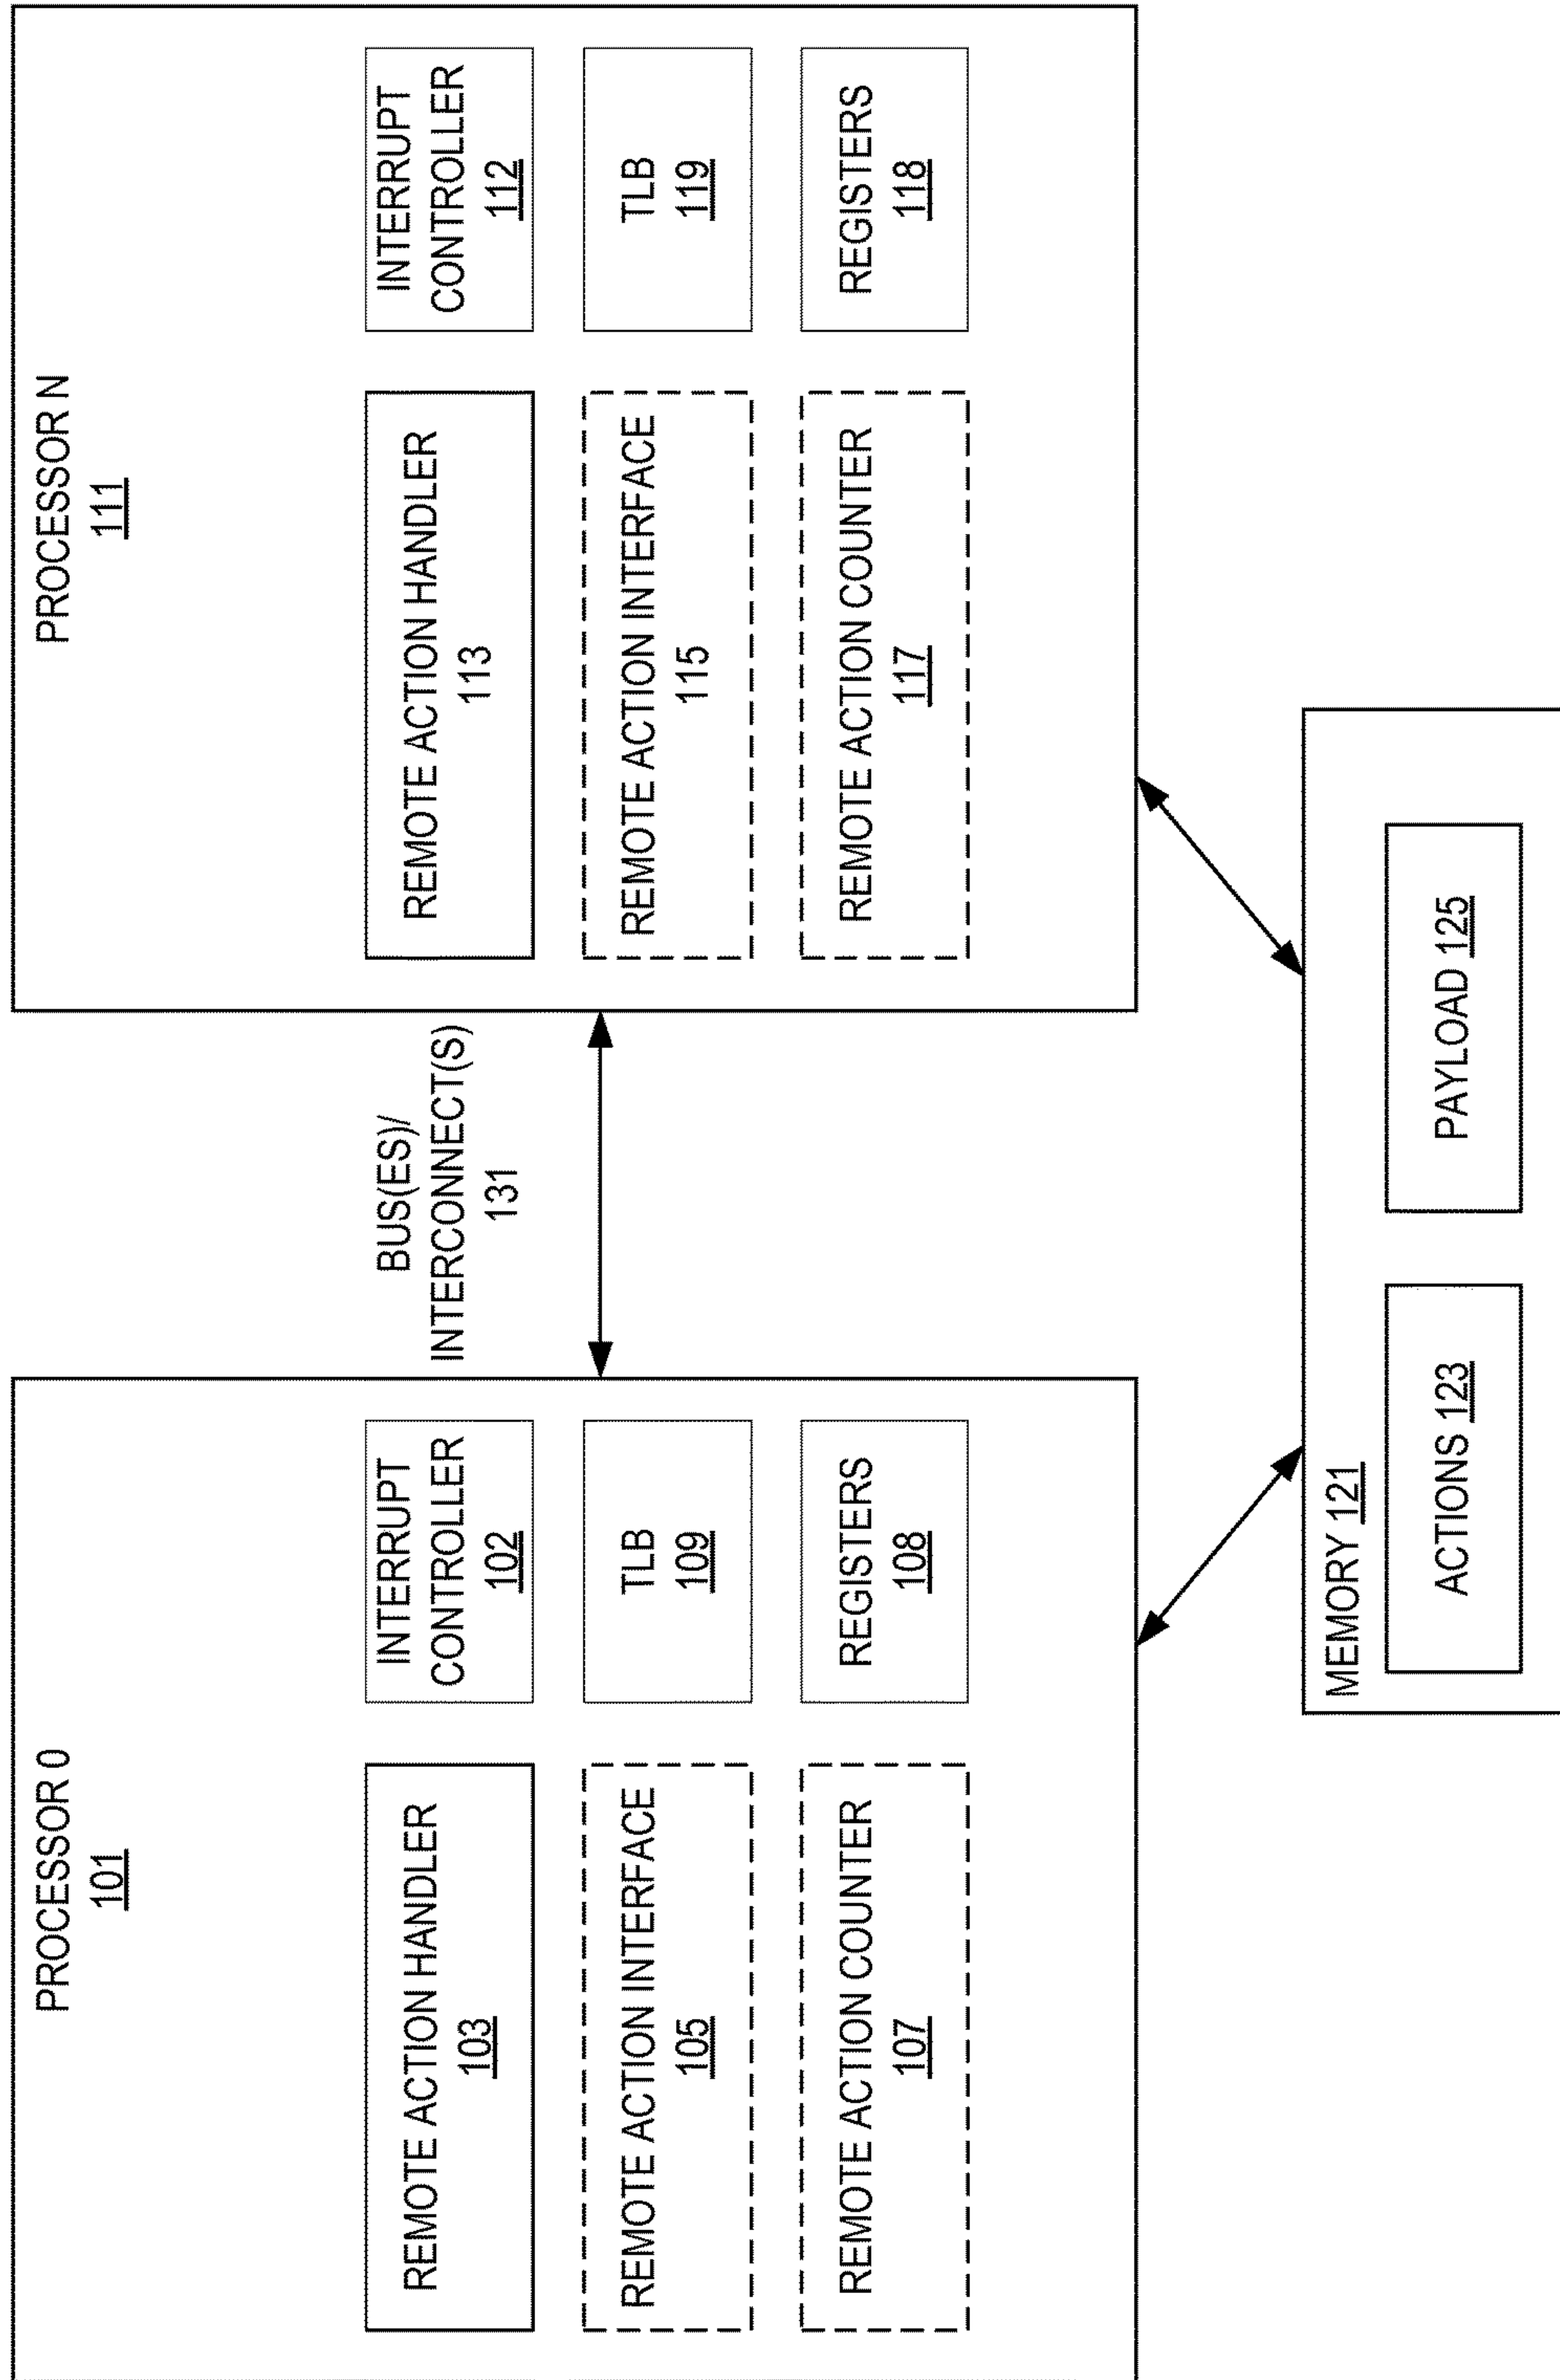 PROCESSOR 0
101
REMOTE ACTION HANDLER
103
INTERRUPT
CONTROLLER
102
REMOTE ACTION INTERFACE
105
TLB
109
REMOTE ACTION COUNTER
107
REGISTERS
108
BUS(ES)/
INTERCONNECT(S)
131
PROCESSOR N
111
REMOTE ACTION HANDLER
113
INTERRUPT
CONTROLLER
112
REMOTE ACTION INTERFACE
115
TLB
119
REMOTE ACTION COUNTER
117
REGISTERS
118
MEMORY 121
ACTIONS 123
PAYLOAD 125